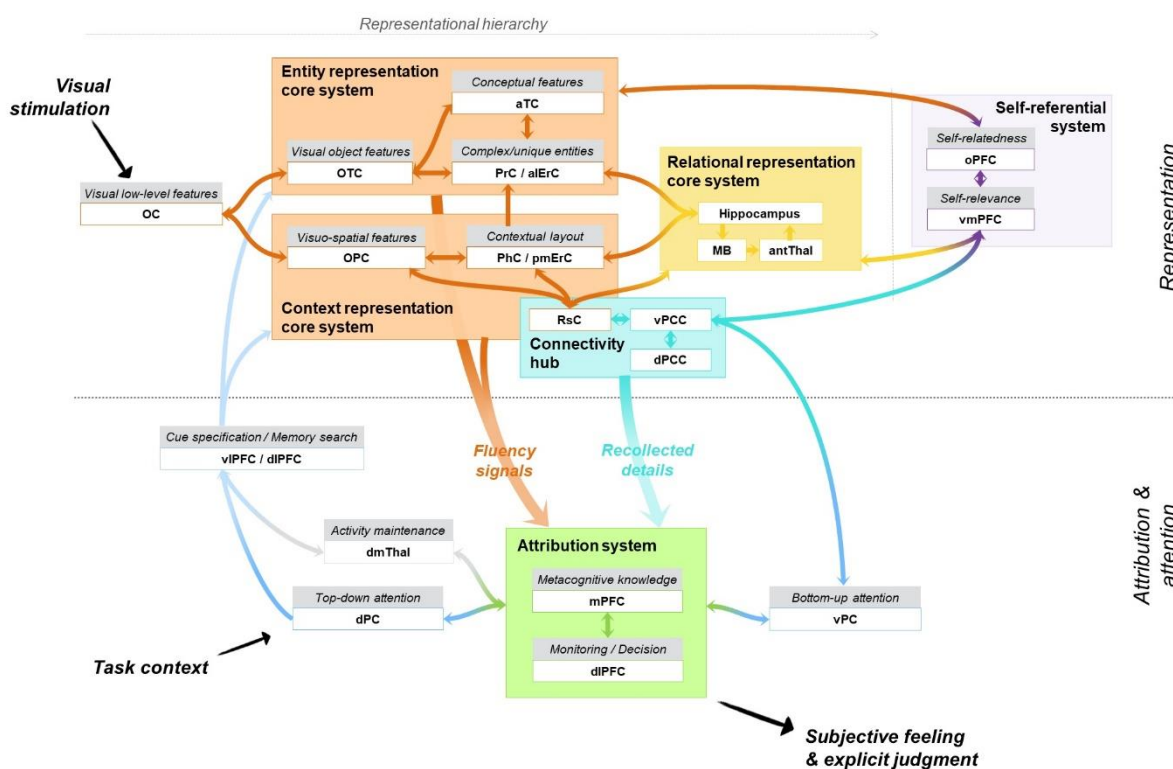 Representational hierarchy
Visual
stimulation
Entity representation
core system
Conceptual features
aTC
Visual object features
OTC
Complex/unique entities
PrC / alErC
Self-referential
system
Self-relatedness
oPFC
Self-relevance
vmPFC
Representation
Visual low-level features
OC
Relational representation
core system
Hippocampus
MB
antThal
Visuo-spatial features
OPC
Contextual layout
PhC / pmErC
Context representation
core system
RsC
vPCC
Connectivity
hub
dPCC
Cue specification / Memory search
vlPFC / dlPFC
Fluency
signals
Recollected
details
Attribution &
attention
Activity maintenance
dmThal
Attribution system
Metacognitive knowledge
mPFC
Monitoring / Decision
dlPFC
Top-down attention
dPC
Bottom-up attention
vPC
Task context
Subjective feeling
& explicit judgment